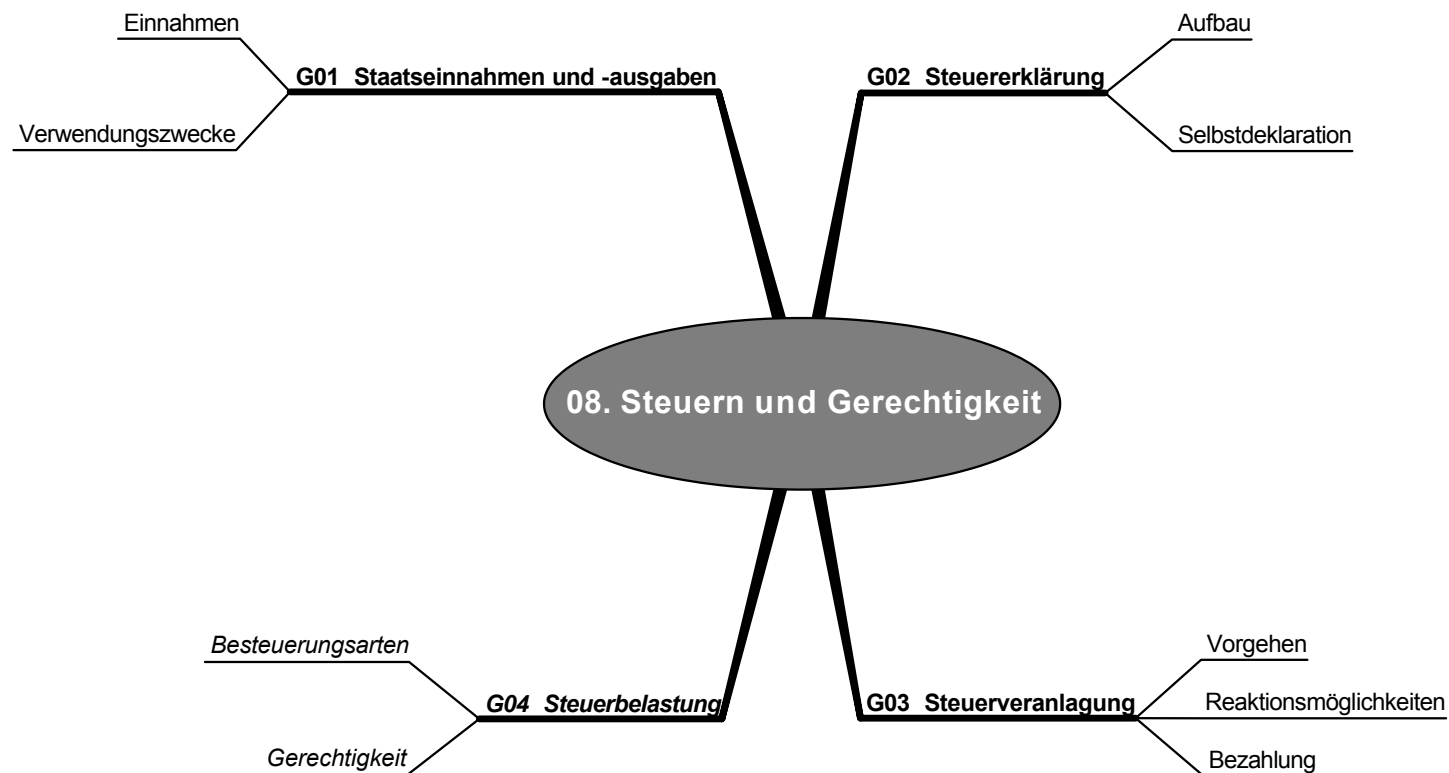 Einnahmen
G01 Staatseinnahmen und -ausgaben
Verwendungszwecke
Aufbau
G02 Steuererklärung
Selbstdeklaration
08. Steuern und Gerechtigkeit
Besteuerungsarten
G04 Steuerbelastung
Gerechtigkeit
Vorgehen
G03 Steuerveranlagung
Reaktionsmöglichkeiten
Bezahlung